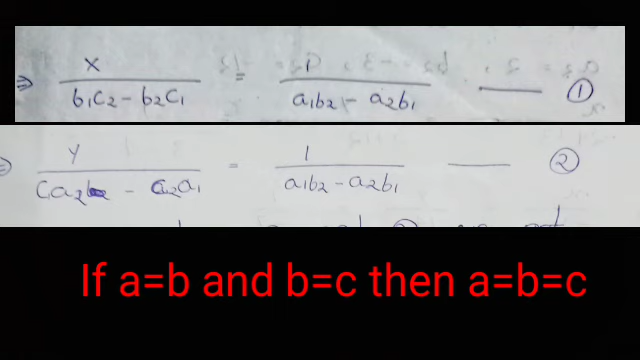 ⇒ x/(b₁c₂ - b₂c₁) = 1/(a₁b₂ - a₂b₁) —— ①
y/(c₁a₂ - c₂a₁) = 1/(a₁b₂ - a₂b₁) —— ②
If a=b and b=c then a=b=c